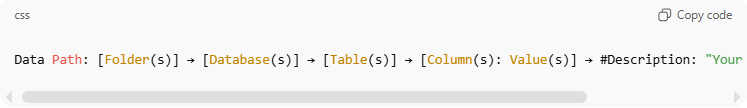 css
Copy code
Data Path: [Folder(s)] → [Database(s)] → [Table(s)] → [Column(s): Value(s)] → #Description: "Your